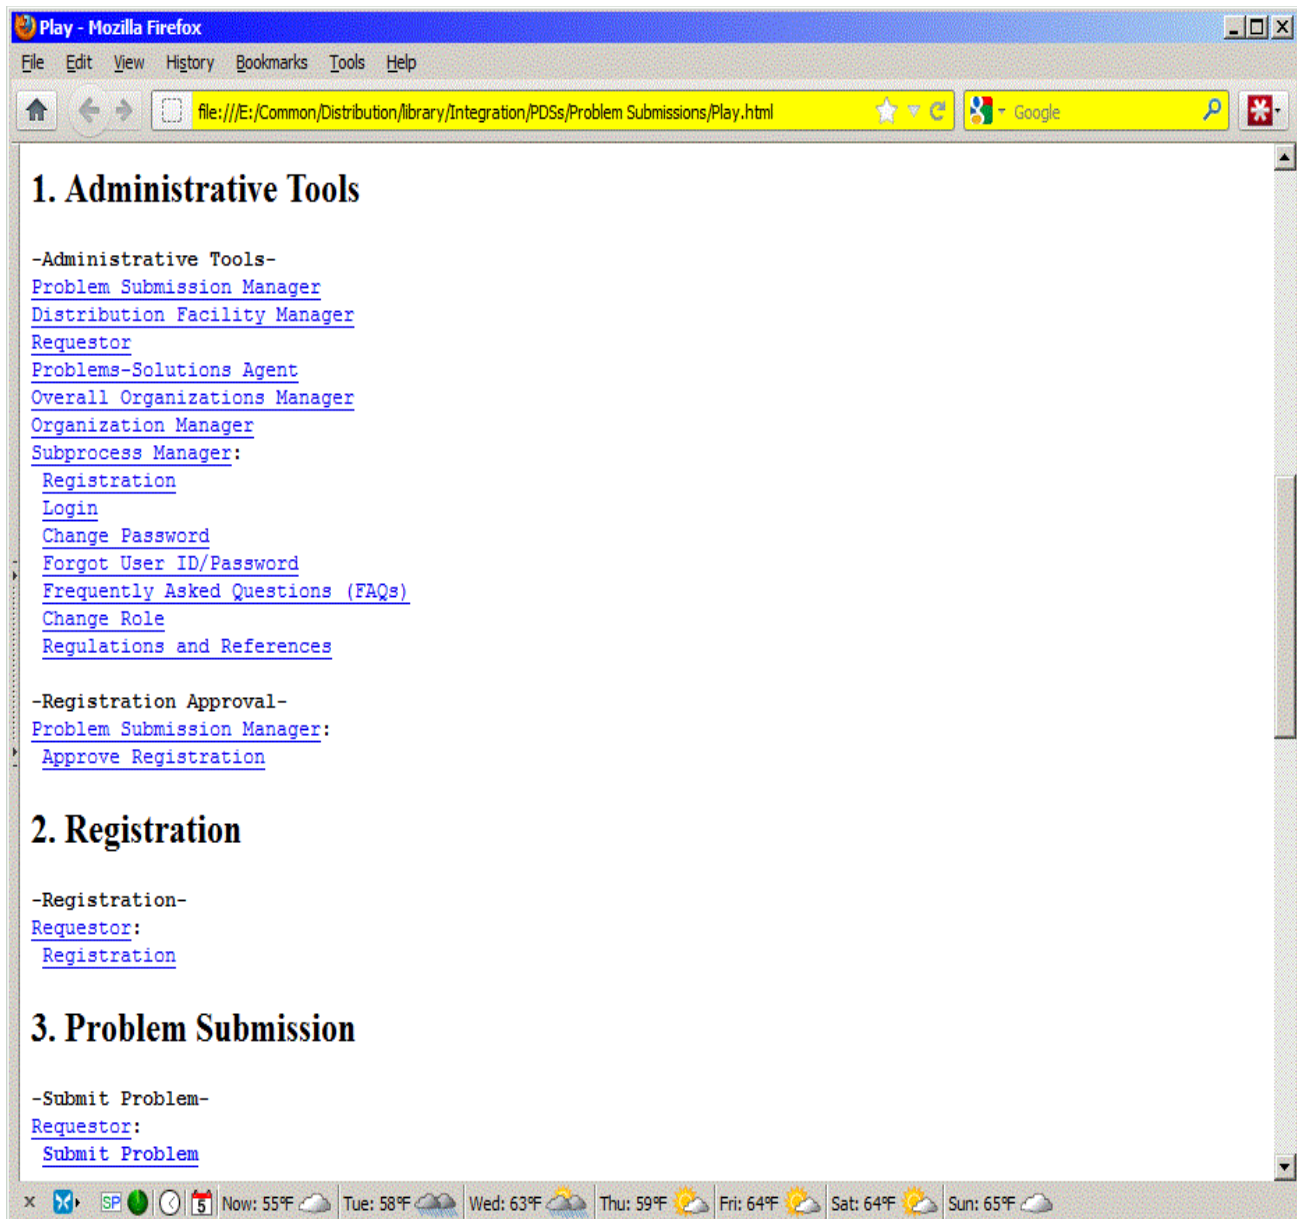 Play - Mozilla Firefox
File Edit View History Bookmarks Tools Help
file:///E:/Common/Distribution/library/Integration/PDSs/Problem Submissions/Play.html Google
1. Administrative Tools
-Administrative Tools-
Problem Submission Manager
Distribution Facility Manager
Requestor
Problems-Solutions Agent
Overall Organizations Manager
Organization Manager
Subprocess Manager:
Registration
Login
Change Password
Forgot User ID/Password
Frequently Asked Questions (FAQs)
Change Role
Regulations and References
-Registration Approval-
Problem Submission Manager:
Approve Registration
2. Registration
-Registration-
Requestor:
Registration
3. Problem Submission
-Submit Problem-
Requestor:
Submit Problem
x SP 5 Now: 55°F Tue: 58°F Wed: 63°F Thu: 59°F Fri: 64°F Sat: 64°F Sun: 65°F